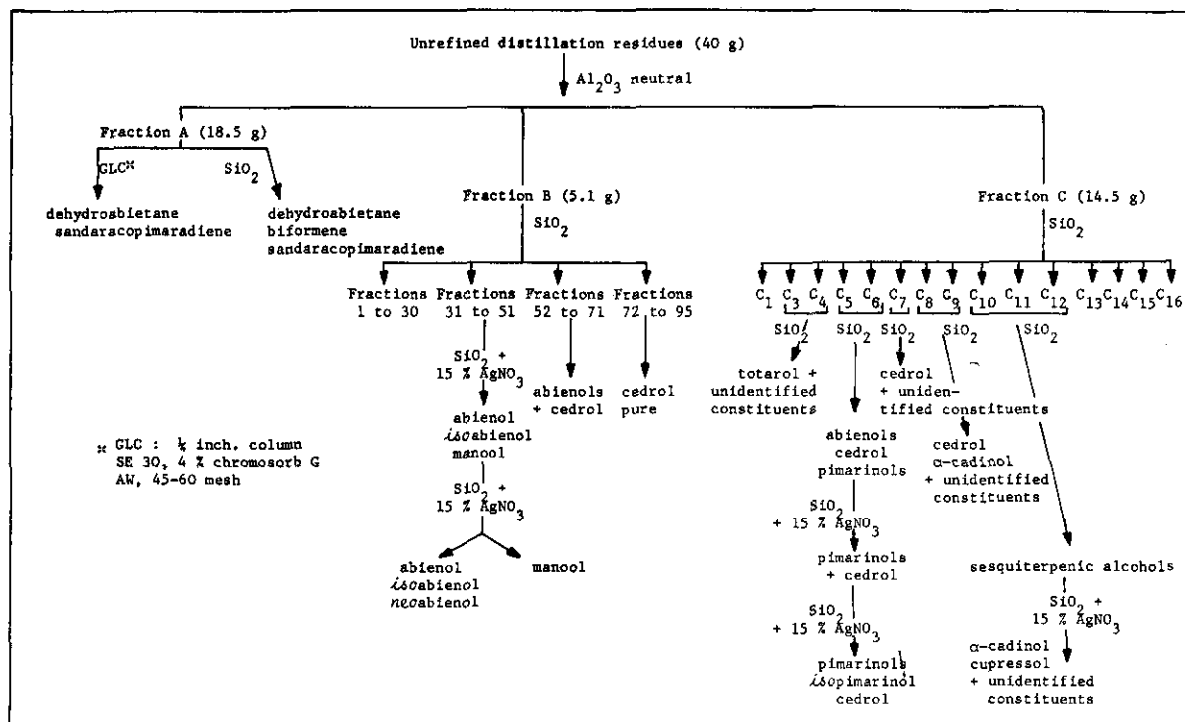 Unrefined distillation residues (40 g)
Al2O3 neutral
Fraction A (18.5 g)
GLC* SiO2
dehydroabietane
sandaracopimaradiene
dehydroabietane
biformene
sandaracopimaradiene
Fraction B (5.1 g)
SiO2
Fractions 1 to 30
Fractions 31 to 51
Fractions 52 to 71
Fractions 72 to 95
SiO2 +
15 % AgNO3
abienol
isoabienol
manool
SiO2 +
15 % AgNO3
abienol
isoabienol
neoabienol
manool
abienols
+ cedrol
cedrol
pure
Fraction C (14.5 g)
SiO2
C1 C3 C4 C5 C6 C7 C8 C9 C10 C11 C12 C13 C14 C15 C16
SiO2 SiO2 SiO2 SiO2 SiO2
totarol +
unidentified
constituents
abienols
cedrol
pimarinols
SiO2
+ 15 % AgNO3
pimarinols
+ cedrol
SiO2
+ 15 % AgNO3
pimarinols
isopimarinol
cedrol
cedrol
+ uniden-
tified constituents
cedrol
α-cadinol
+ unidentified
constituents
sesquiterpenic alcohols
SiO2 +
15 % AgNO3
α-cadinol
cupressol
+ unidentified
constituents
* GLC : ¼ inch. column
SE 30, 4 % chromosorb G
AW, 45-60 mesh